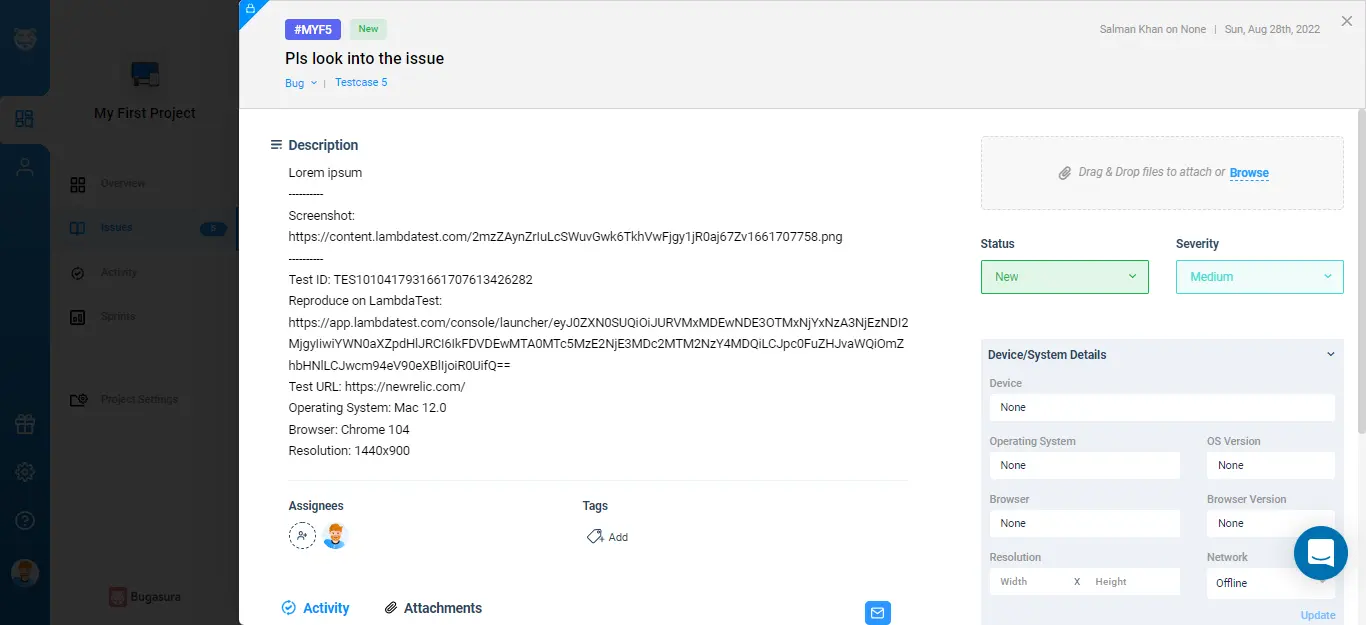 #MYF5 New
Salman Khan on None | Sun, Aug 28th, 2022
Pls look into the issue
Bug | Testcase 5
My First Project
Overview
Issues 5
Activity
Sprints
Project Settings
Bugasura
Description
Lorem ipsum
----------
Screenshot:
https://content.lambdatest.com/2mzZAynZrIuLcSWuvGwk6TkhVwFjgy1jR0aj67Zv1661707758.png
----------
Test ID: TES1010417931661707613426282
Reproduce on LambdaTest:
https://app.lambdatest.com/console/launcher/eyJ0ZXN0SUQiOiJURVMxMDEwNDE3OTMxNjYxNzA3NjEzNDI2
MjgyIiwiYWN0aXZpdHlJRCI6IkFDVDEwMTA0MTc5MzE2NjE3MDc2MTM2NzY4MDQiLCJpc0FuZHJvaWQiOmZ
hbHNlLCJwcm94eV90eXBlIjoiR0UifQ==
Test URL: https://newrelic.com/
Operating System: Mac 12.0
Browser: Chrome 104
Resolution: 1440x900
Assignees
Tags
Add
Activity
Attachments
Drag & Drop files to attach or Browse
Status
Severity
New
Medium
Device/System Details
Device
None
Operating System
OS Version
None
None
Browser
Browser Version
None
None
Resolution
Network
Width X Height
Offline
Update